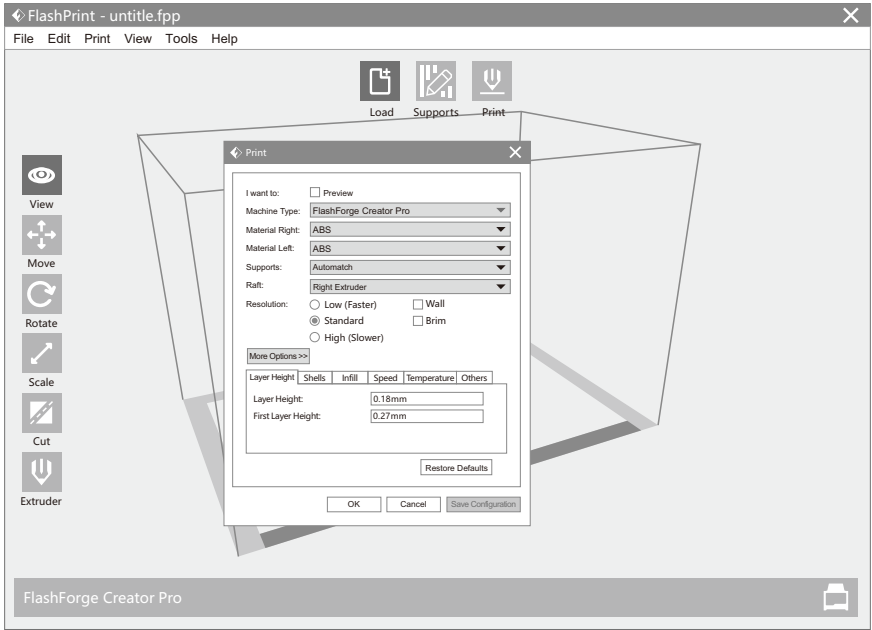 FlashPrint - untitle.fpp
File Edit Print View Tools Help
Load Supports Print
View
Move
Rotate
Scale
Cut
Extruder
Print
I want to: Preview
Machine Type: FlashForge Creator Pro
Material Right: ABS
Material Left: ABS
Supports: Automatch
Raft: Right Extruder
Resolution: Low (Faster) Wall
Standard Brim
High (Slower)
More Options >>
Layer Height Shells Infill Speed Temperature Others
Layer Height: 0.18mm
First Layer Height: 0.27mm
Restore Defaults
OK Cancel Save Configuration
FlashForge Creator Pro